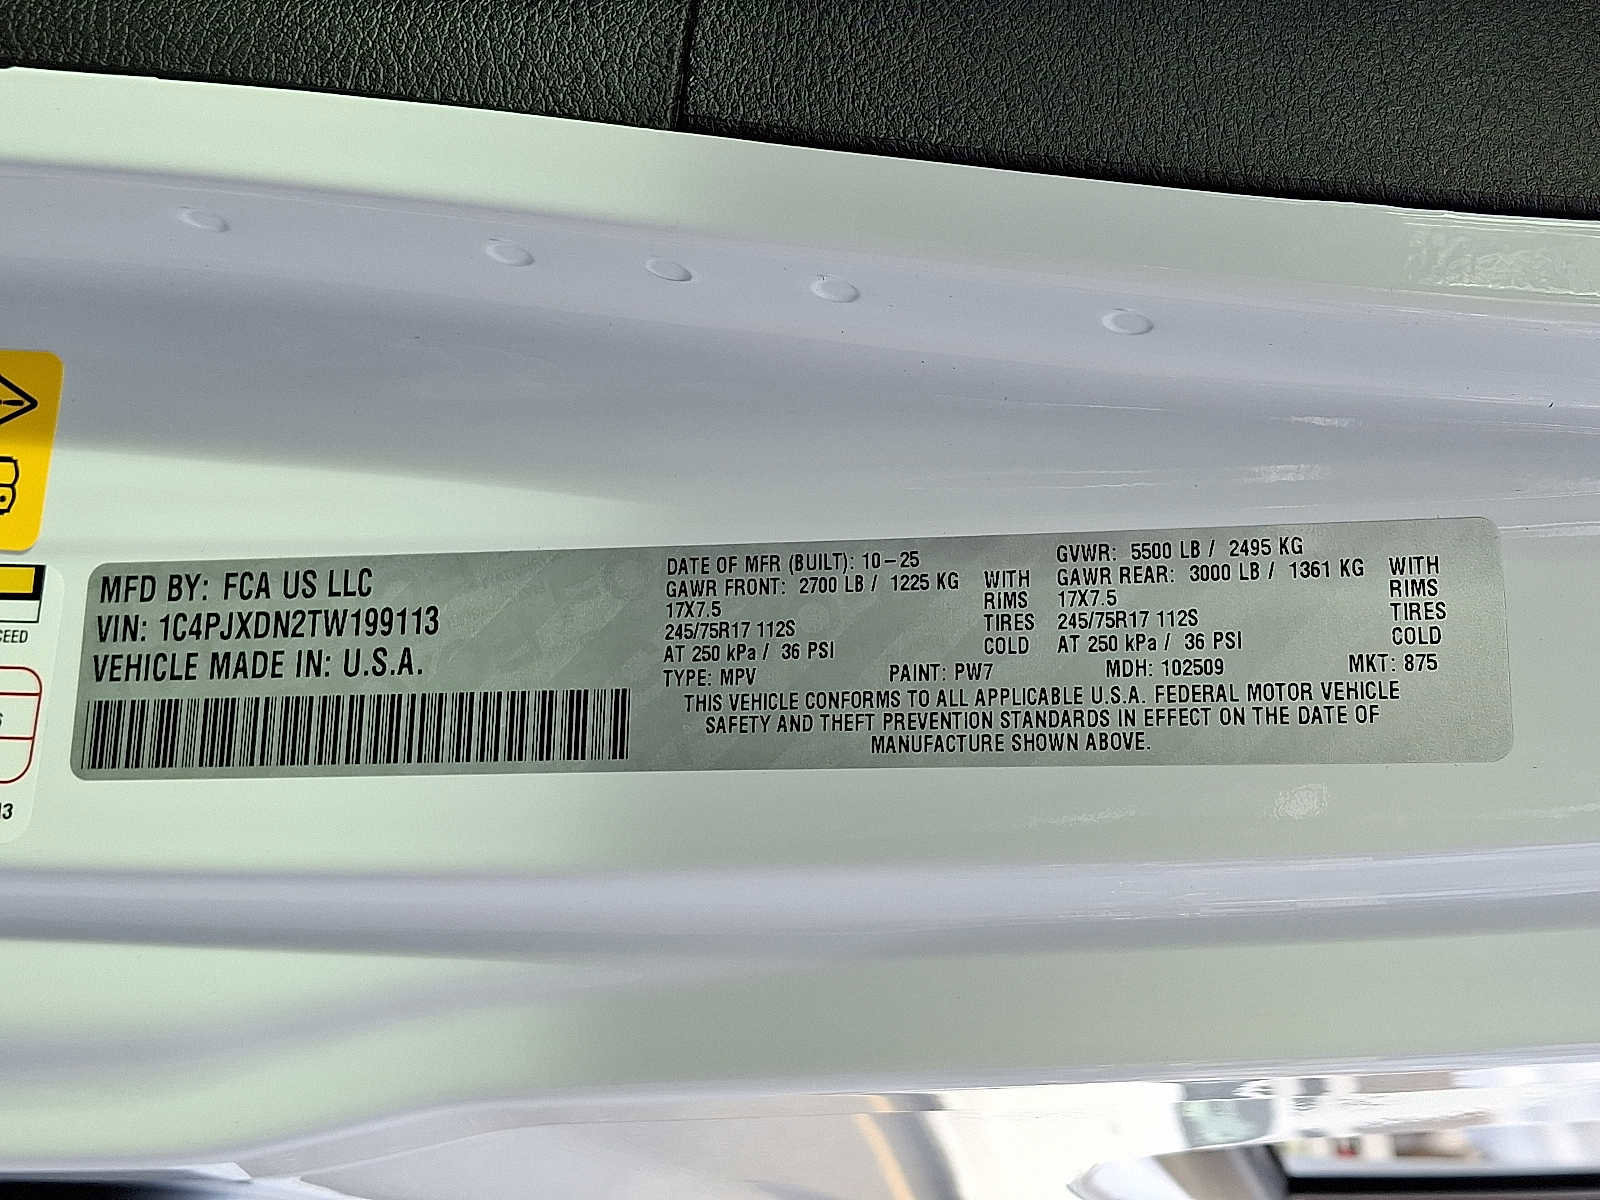 MFD BY: FCA US LLC
VIN: 1C4PJXDN2TW199113
VEHICLE MADE IN: U.S.A.
DATE OF MFR (BUILT): 10-25
GAWR FRONT: 2700 LB / 1225 KG WITH
17X7.5 RIMS
245/75R17 112S TIRES
AT 250 kPa / 36 PSI COLD
GVWR: 5500 LB / 2495 KG
GAWR REAR: 3000 LB / 1361 KG WITH
17X7.5 RIMS
245/75R17 112S TIRES
AT 250 kPa / 36 PSI COLD
TYPE: MPV PAINT: PW7 MDH: 102509 MKT: 875
THIS VEHICLE CONFORMS TO ALL APPLICABLE U.S.A. FEDERAL MOTOR VEHICLE
SAFETY AND THEFT PREVENTION STANDARDS IN EFFECT ON THE DATE OF
MANUFACTURE SHOWN ABOVE.